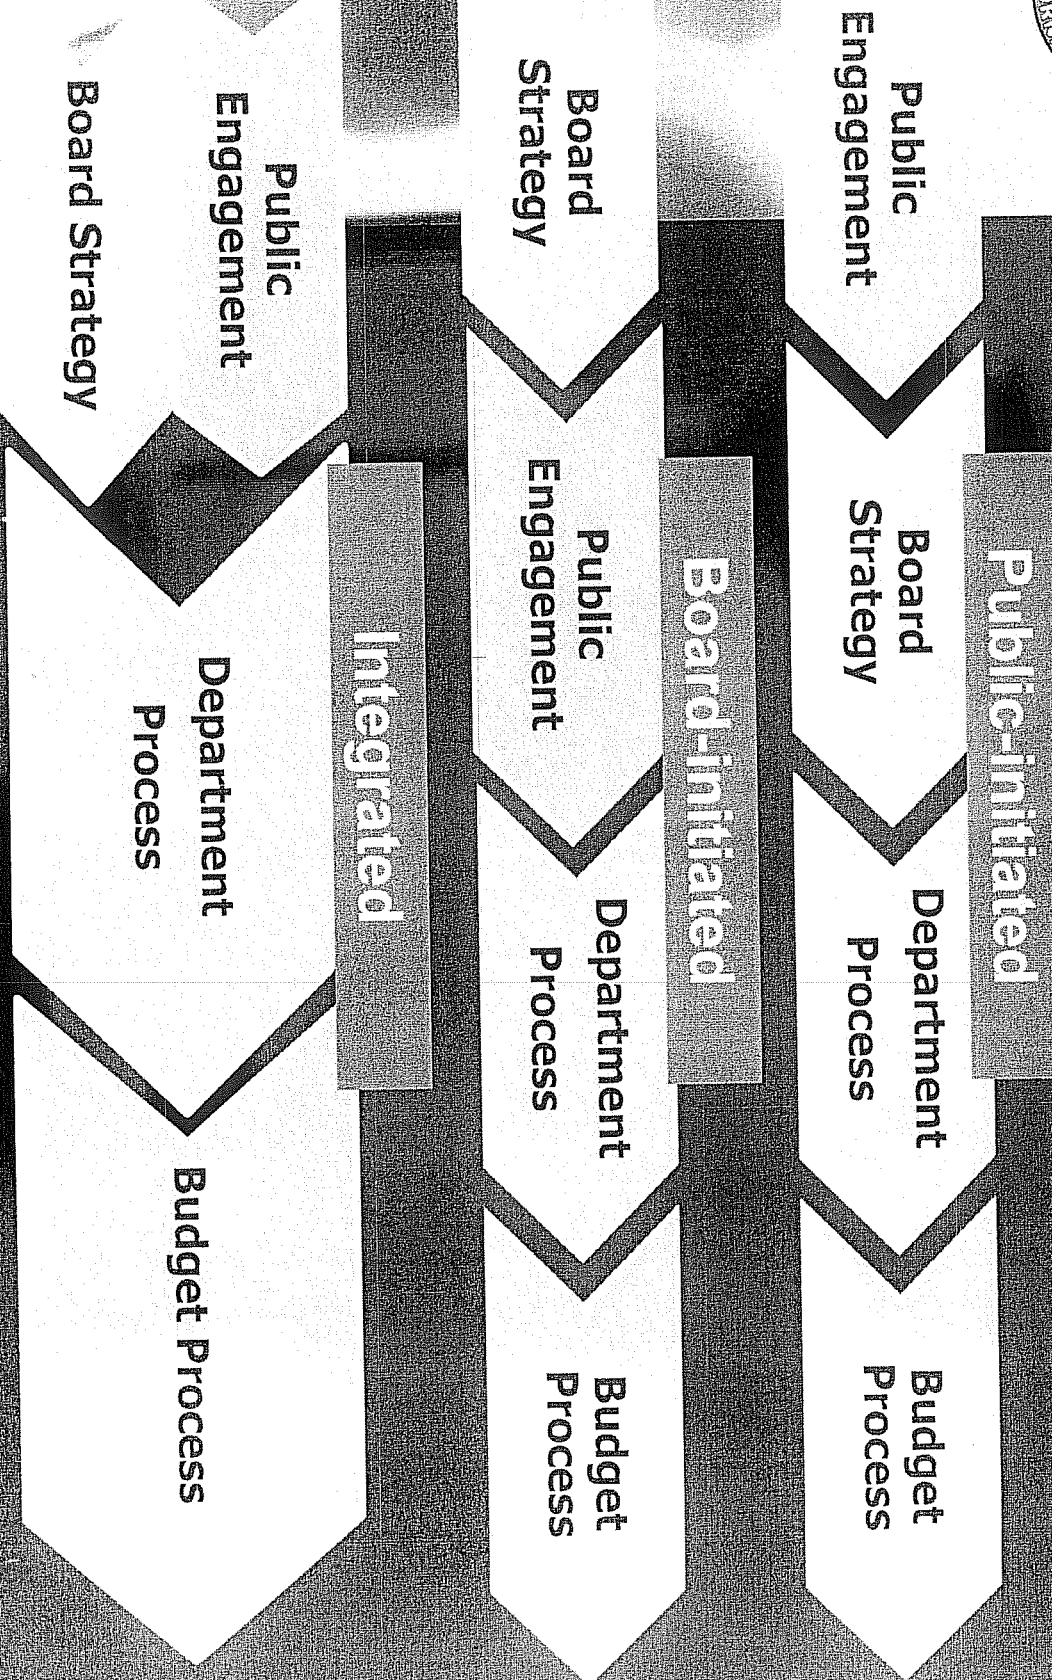 Public-initiated
Public
Engagement
Board
Strategy
Department
Process
Budget
Process
Board-initiated
Board
Strategy
Public
Engagement
Department
Process
Budget
Process
Integrated
Public
Engagement
Board Strategy
Department
Process
Budget Process